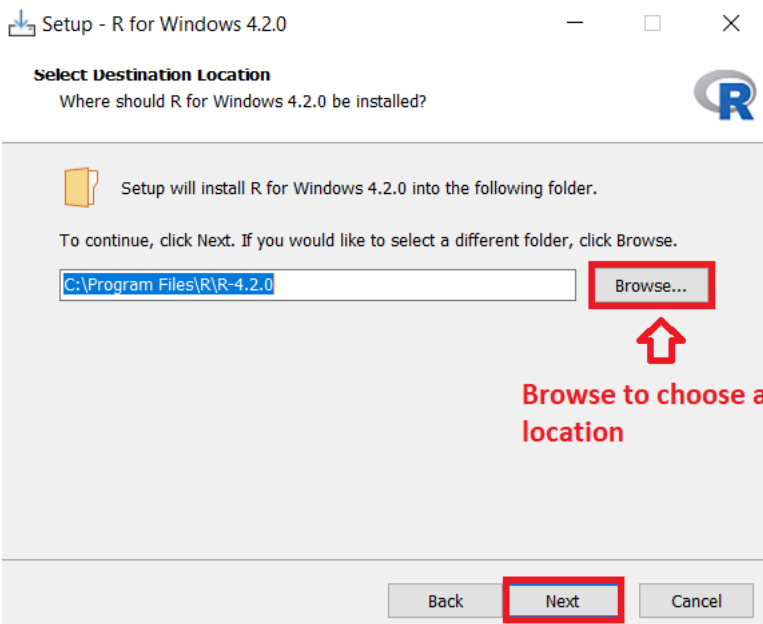 Setup - R for Windows 4.2.0
Select Destination Location
Where should R for Windows 4.2.0 be installed?
R
Setup will install R for Windows 4.2.0 into the following folder.
To continue, click Next. If you would like to select a different folder, click Browse.
C:\Program Files\R\R-4.2.0
Browse...
Browse to choose a
location
Back
Next
Cancel